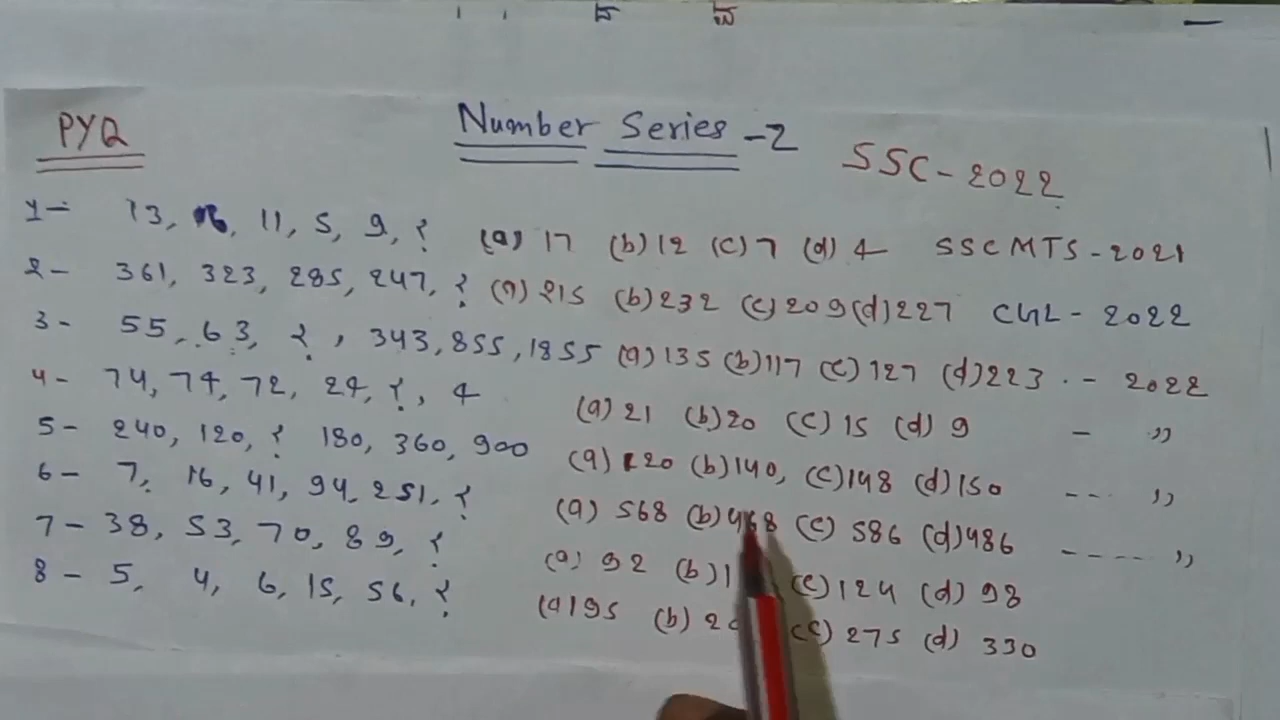 PYQ Number Series -2 SSC - 2022
1- 13, 16, 11, 5, 9, ? (a) 17 (b) 12 (c) 7 (d) 4 SSC MTS - 2021
2- 361, 323, 285, 247, ? (a) 215 (b) 232 (c) 209 (d) 227 CGL - 2022
3- 55, 63, ?, 343, 855, 1855 (a) 135 (b) 117 (c) 127 (d) 223 - 2022
4- 74, 74, 72, 24, ?, 4 (a) 21 (b) 20 (c) 15 (d) 9 - ,,
5- 240, 120, ? 180, 360, 900 (a) 120 (b) 140, (c) 148 (d) 150 --- ,,
6- 7, 16, 41, 94, 251, ? (a) 568 (b) 468 (c) 586 (d) 486 ---- ,,
7- 38, 53, 70, 89, ? (a) 92 (b) (c) 124 (d) 98
8- 5, 4, 6, 15, 56, ? (a) 195 (b) (c) 275 (d) 330